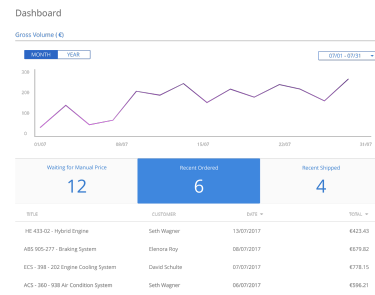 Dashboard
Gross Volume (€)
MONTH YEAR
07/01 - 07/31
300
200
100
0
01/07 08/07 15/07 22/07 31/07
Waiting for Manual Price Recent Ordered Recent Shipped
12 6 4
TITLE CUSTOMER DATE TOTAL
HE 433-02 - Hybrid Engine Seth Wagner 13/07/2017 €423.43
ABS 905-277 - Braking System Elenora Roy 08/07/2017 €679.82
ECS - 398 - 202 Engine-Cooling System David Schulte 07/07/2017 €778.15
ACS - 360 - 938 Air Condition System Seth Wagner 06/07/2017 €596.21